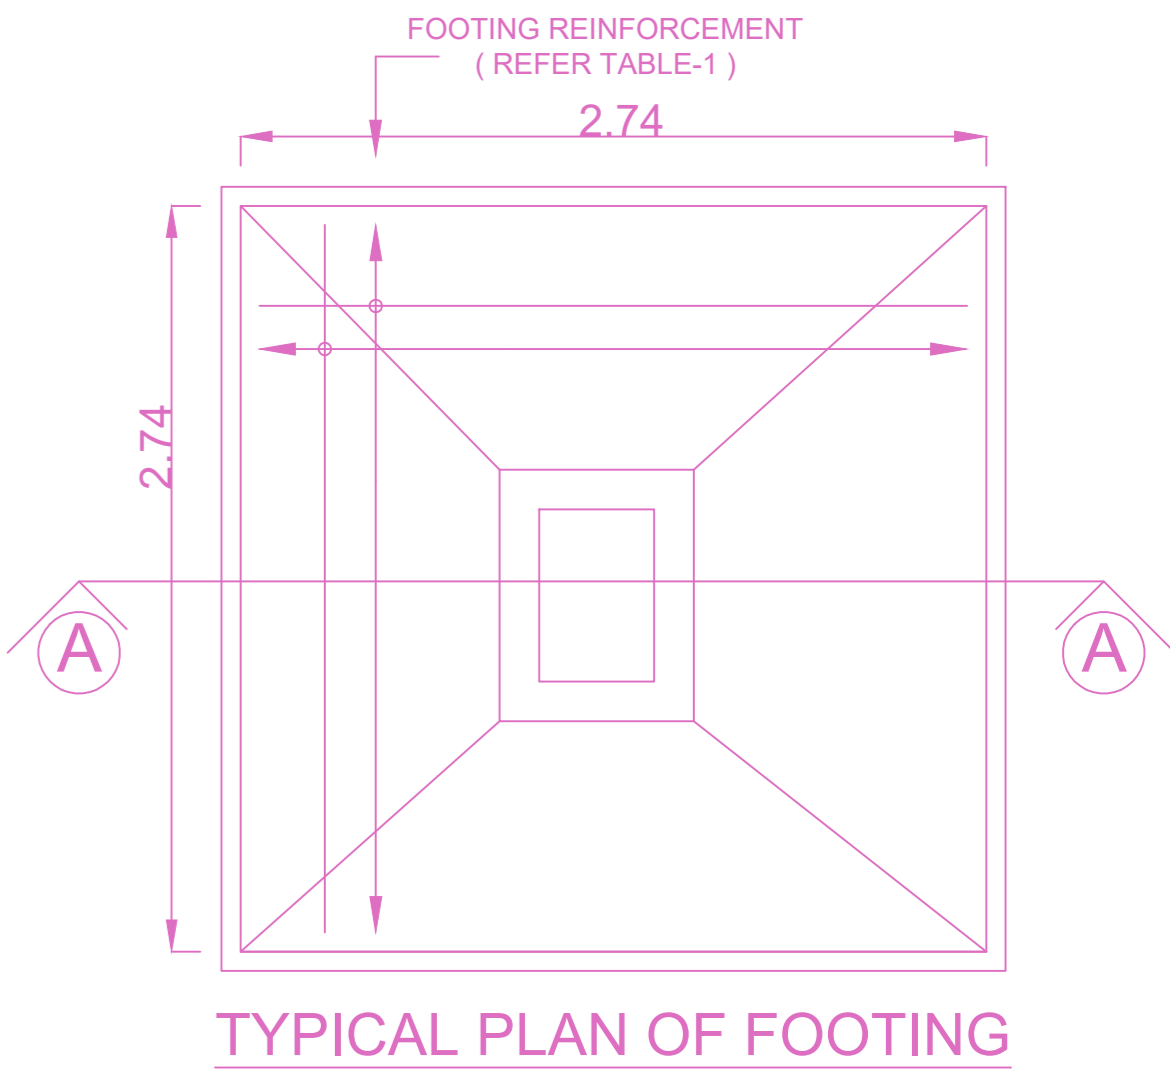 FOOTING REINFORCEMENT
( REFER TABLE-1 )
2.74
2.74
A
A
TYPICAL PLAN OF FOOTING